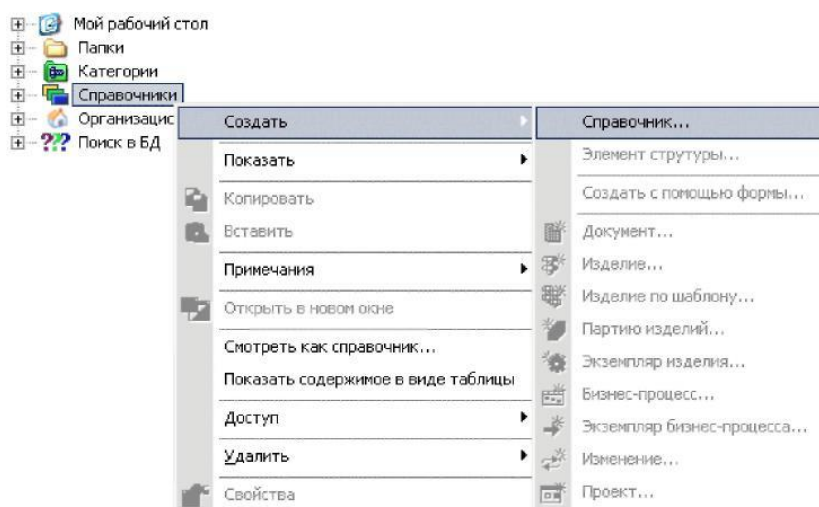 Мой рабочий стол
Папки
Категории
Справочники
Организацис
??? Поиск в БД
Создать
Показать
Копировать
Вставить
Примечания
Открыть в новом окне
Смотреть как справочник...
Показать содержимое в виде таблицы
Доступ
Удалить
Свойства
Справочник...
Элемент струтуры...
Создать с помощью формы...
Документ...
Изделие...
Изделие по шаблону...
Партию изделий...
Экземпляр изделия...
Бизнес-процесс...
Экземпляр бизнес-процесса...
Изменение...
Проект...